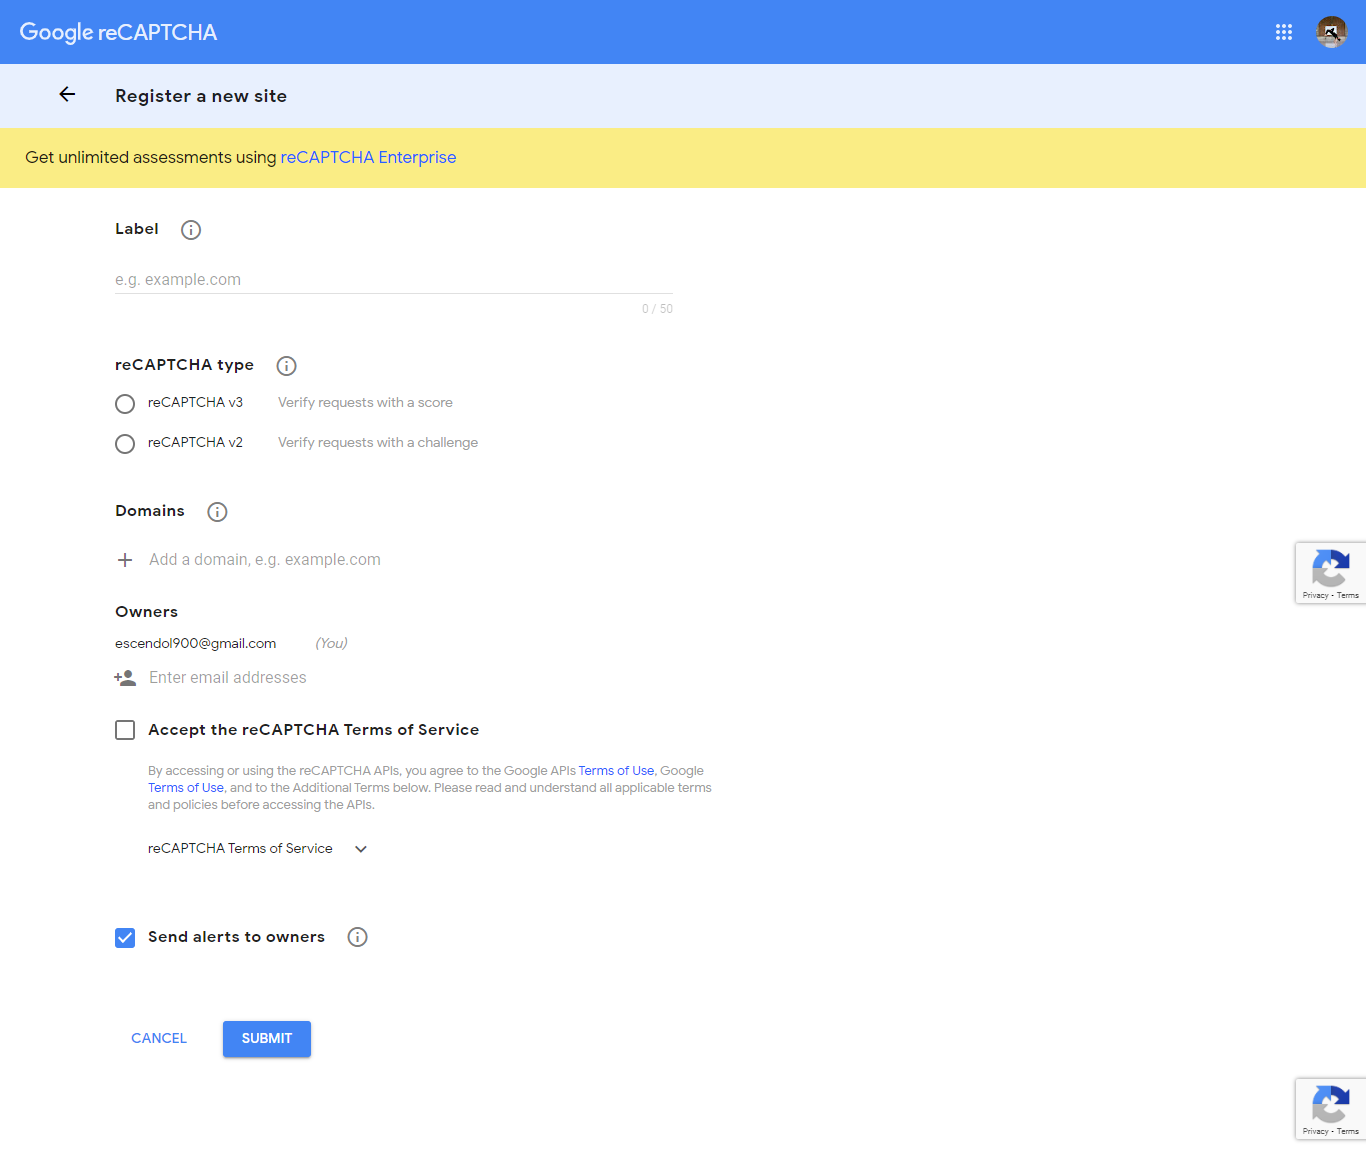 Google reCAPTCHA
Register a new site
Get unlimited assessments using reCAPTCHA Enterprise
Label
e.g. example.com
0 / 50
reCAPTCHA type
reCAPTCHA v3 Verify requests with a score
reCAPTCHA v2 Verify requests with a challenge
Domains
Add a domain, e.g. example.com
Privacy - Terms
Owners
escendol900@gmail.com (You)
Enter email addresses
Accept the reCAPTCHA Terms of Service
By accessing or using the reCAPTCHA APIs, you agree to the Google APIs Terms of Use, Google
Terms of Use, and to the Additional Terms below. Please read and understand all applicable terms
and policies before accessing the APIs.
reCAPTCHA Terms of Service
Send alerts to owners
CANCEL SUBMIT
Privacy - Terms